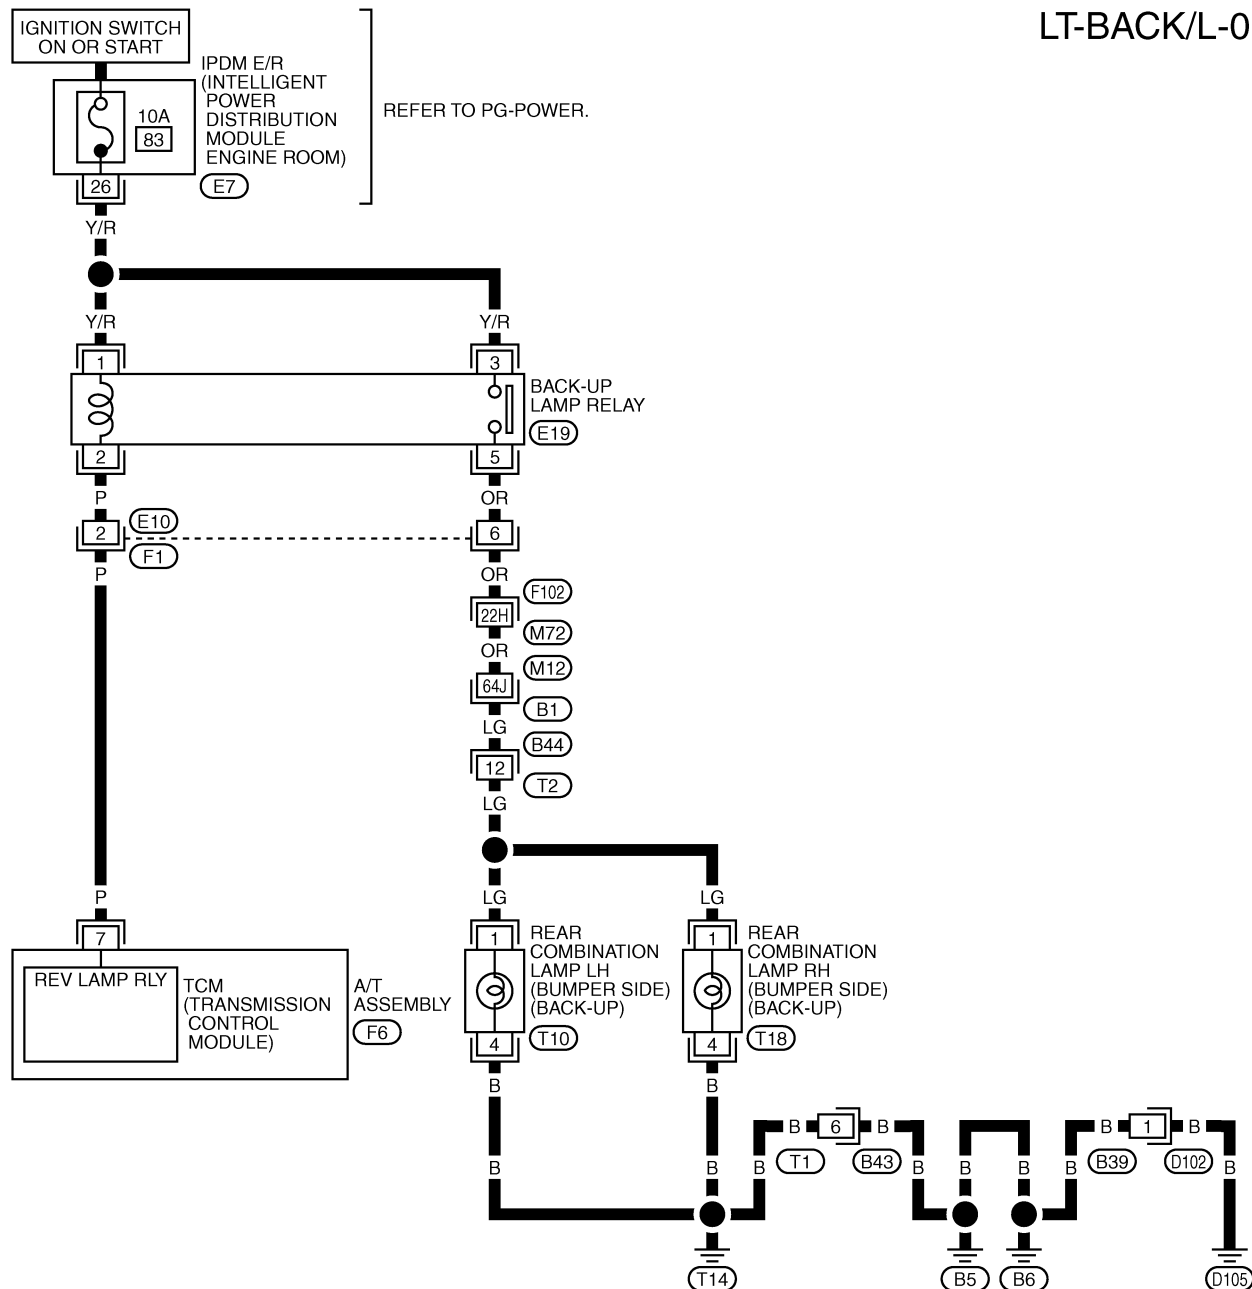 LT-BACK/L-0
IGNITION SWITCH
ON OR START
IPDM E/R
(INTELLIGENT
POWER
DISTRIBUTION
MODULE
ENGINE ROOM)
10A
83
REFER TO PG-POWER.
26
E7
Y/R
Y/R
Y/R
1
3
BACK-UP
LAMP RELAY
E19
2
5
P
OR
2
E10
F1
6
P
OR
F102
22H
M72
OR
M12
64J
B1
LG
B44
12
T2
LG
P
LG
LG
7
REV LAMP RLY
TCM
(TRANSMISSION
CONTROL
MODULE)
A/T
ASSEMBLY
F6
1
REAR
COMBINATION
LAMP LH
(BUMPER SIDE)
(BACK-UP)
4
T10
1
REAR
COMBINATION
LAMP RH
(BUMPER SIDE)
(BACK-UP)
4
T18
B
B
B
6
B
B
1
B
T1
B43
B39
D102
B
B
B
B
B
B
B
B
T14
B5
B6
D105